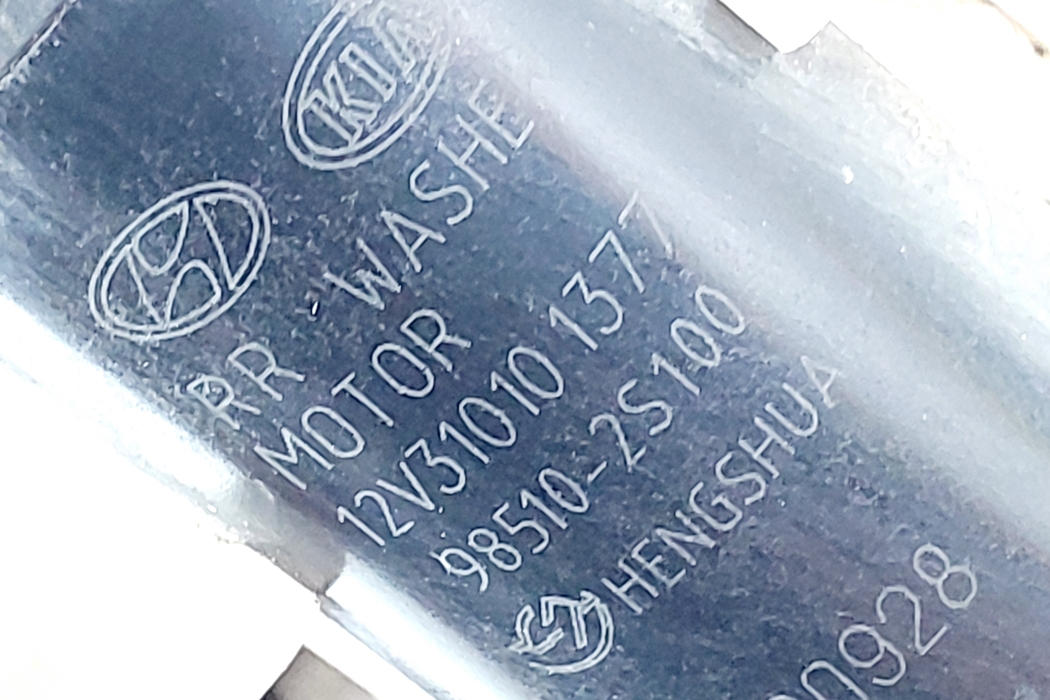 KIA
RR WASHE
MOTOR
12V31010 1377
98510-2S100
HENGSHUA
0928